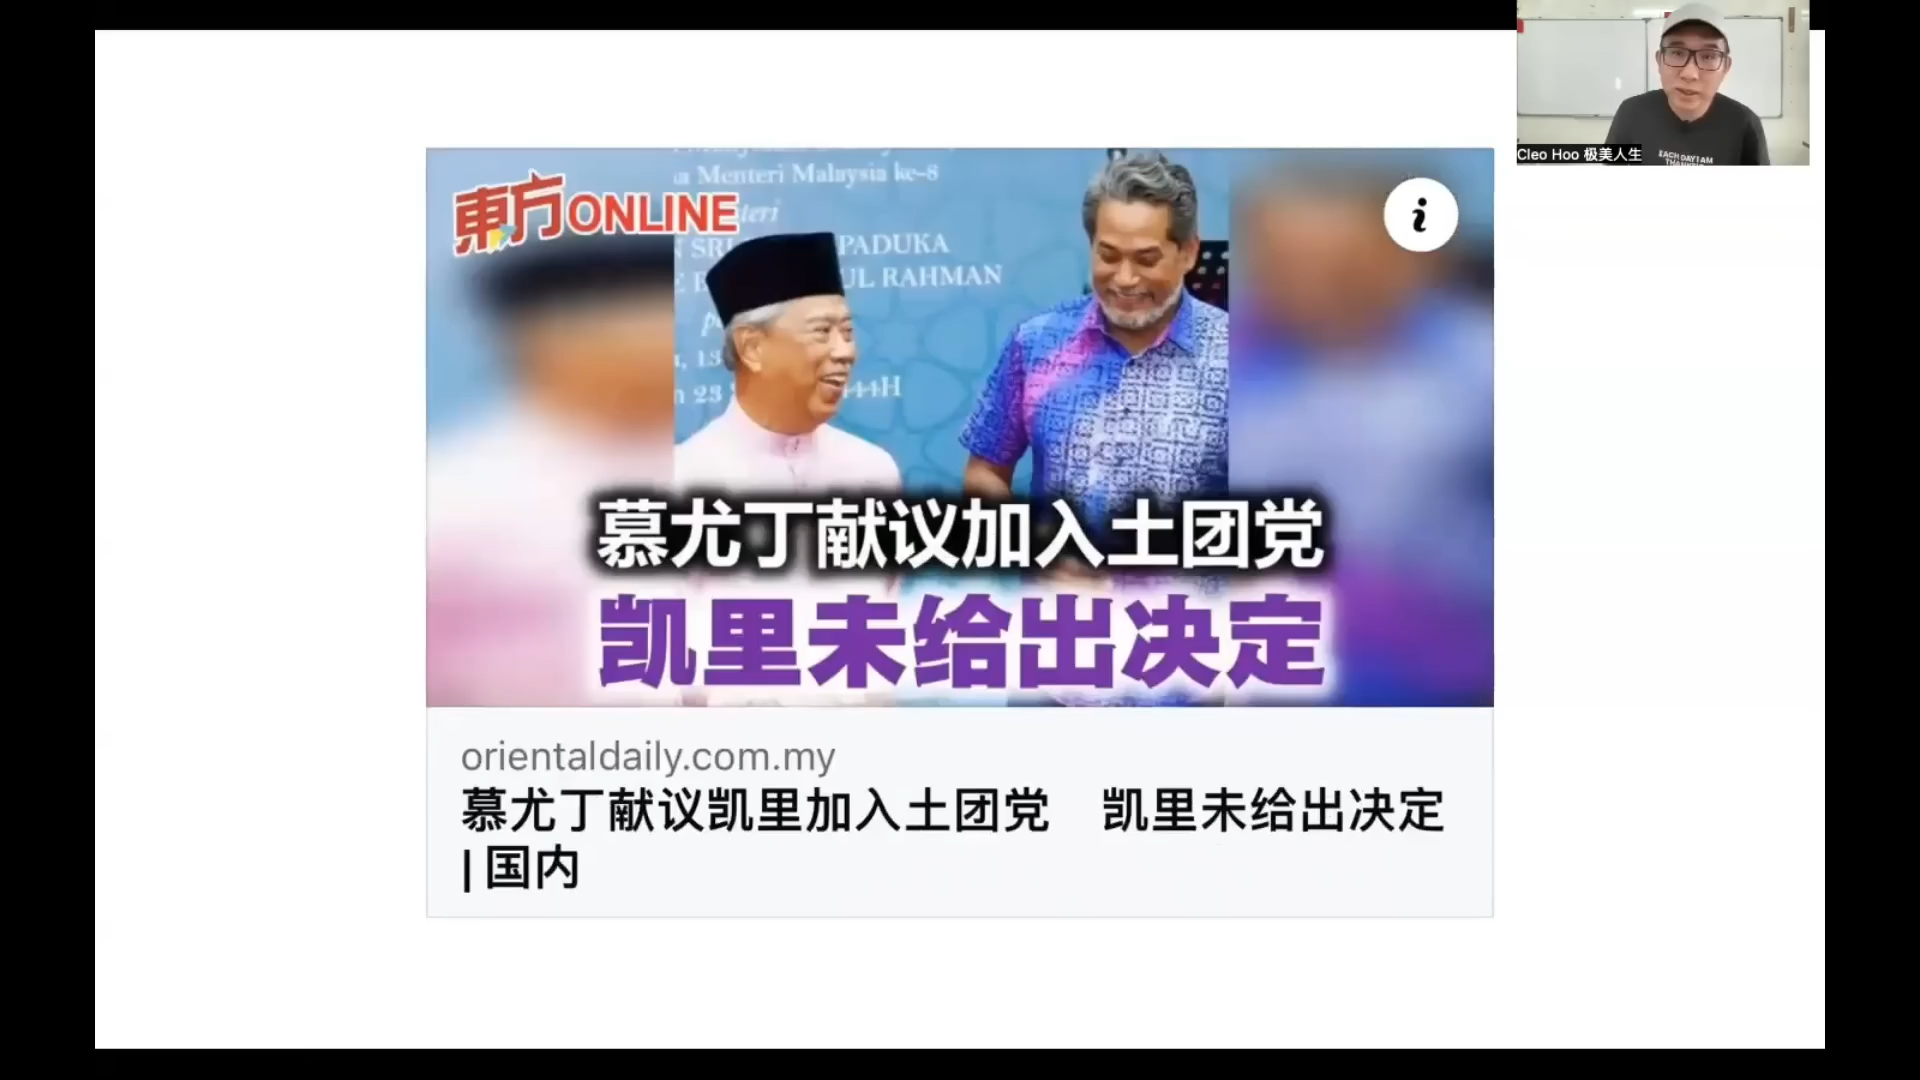 Menteri Malaysia ke-8
東方ONLINE
PADUKA
UL RAHMAN
慕尤丁献议加入土团党
凯里未给出决定
orientaldaily.com.my
慕尤丁献议凯里加入土团党 凯里未给出决定
| 国内
Cleo Hoo 极美人生
EACH DAY I AM